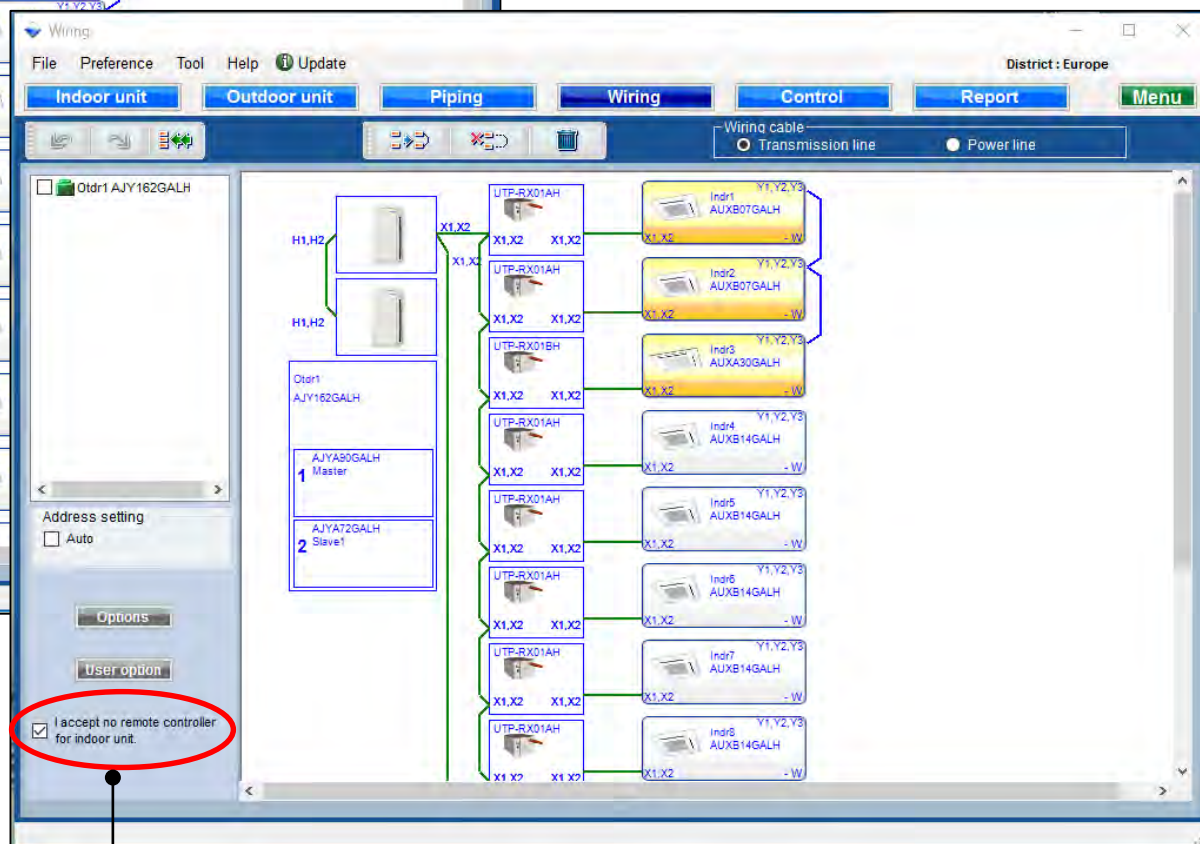 Y1,Y2,Y3
Wiring
File Preference Tool Help Update
District : Europe
Indoor unit Outdoor unit Piping Wiring Control Report Menu
Wiring cable
Transmission line Power line
Otdr1 AJY162GALH
Address setting
Auto
Options
User option
I accept no remote controller
for indoor unit.
H1,H2
H1,H2
X1,X2
X1,X2
Otdr1
AJY162GALH
AJYA90GALH
1 Master
AJYA72GALH
2 Slave1
UTP-RX01AH
X1,X2 X1,X2
Indr1
AUXB07GALH
Y1,Y2,Y3
X1,X2 - W
UTP-RX01AH
X1,X2 X1,X2
Indr2
AUXB07GALH
Y1,Y2,Y3
X1,X2 - W
UTP-RX01BH
X1,X2 X1,X2
Indr3
AUXA30GALH
Y1,Y2,Y3
X1,X2 - W
UTP-RX01AH
X1,X2 X1,X2
Indr4
AUXB14GALH
Y1,Y2,Y3
X1,X2 - W
UTP-RX01AH
X1,X2 X1,X2
Indr5
AUXB14GALH
Y1,Y2,Y3
X1,X2 - W
UTP-RX01AH
X1,X2 X1,X2
Indr6
AUXB14GALH
Y1,Y2,Y3
X1,X2 - W
UTP-RX01AH
X1,X2 X1,X2
Indr7
AUXB14GALH
Y1,Y2,Y3
X1,X2 - W
UTP-RX01AH
X1,X2 X1,X2
Indr8
AUXB14GALH
Y1,Y2,Y3
X1,X2 - W